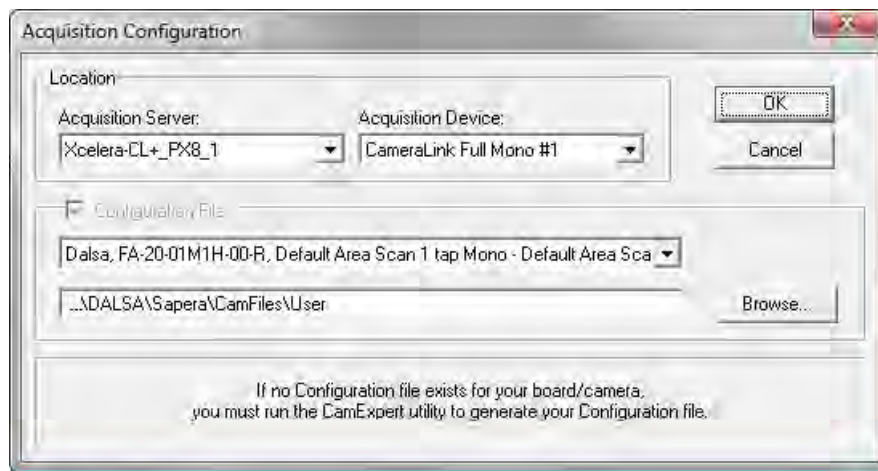 Acquisition Configuration
Location
Acquisition Server:
Acquisition Device:
Xcelera-CL+_PX8_1
CameraLink Full Mono #1
OK
Cancel
Configuration File
Dalsa, FA-20-01M1H-00-R, Default Area Scan 1 tap Mono - Default Area Sca
...\DALSA\Sapera\CamFiles\User
Browse...
If no Configuration file exists for your board/camera,
you must run the CamExpert utility to generate your Configuration file.